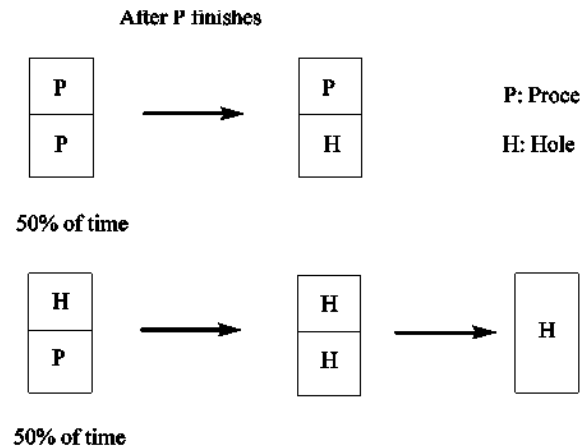 After P finishes
P
P
P
H
P: Proce
H: Hole
50% of time
H
P
H
H
H
50% of time